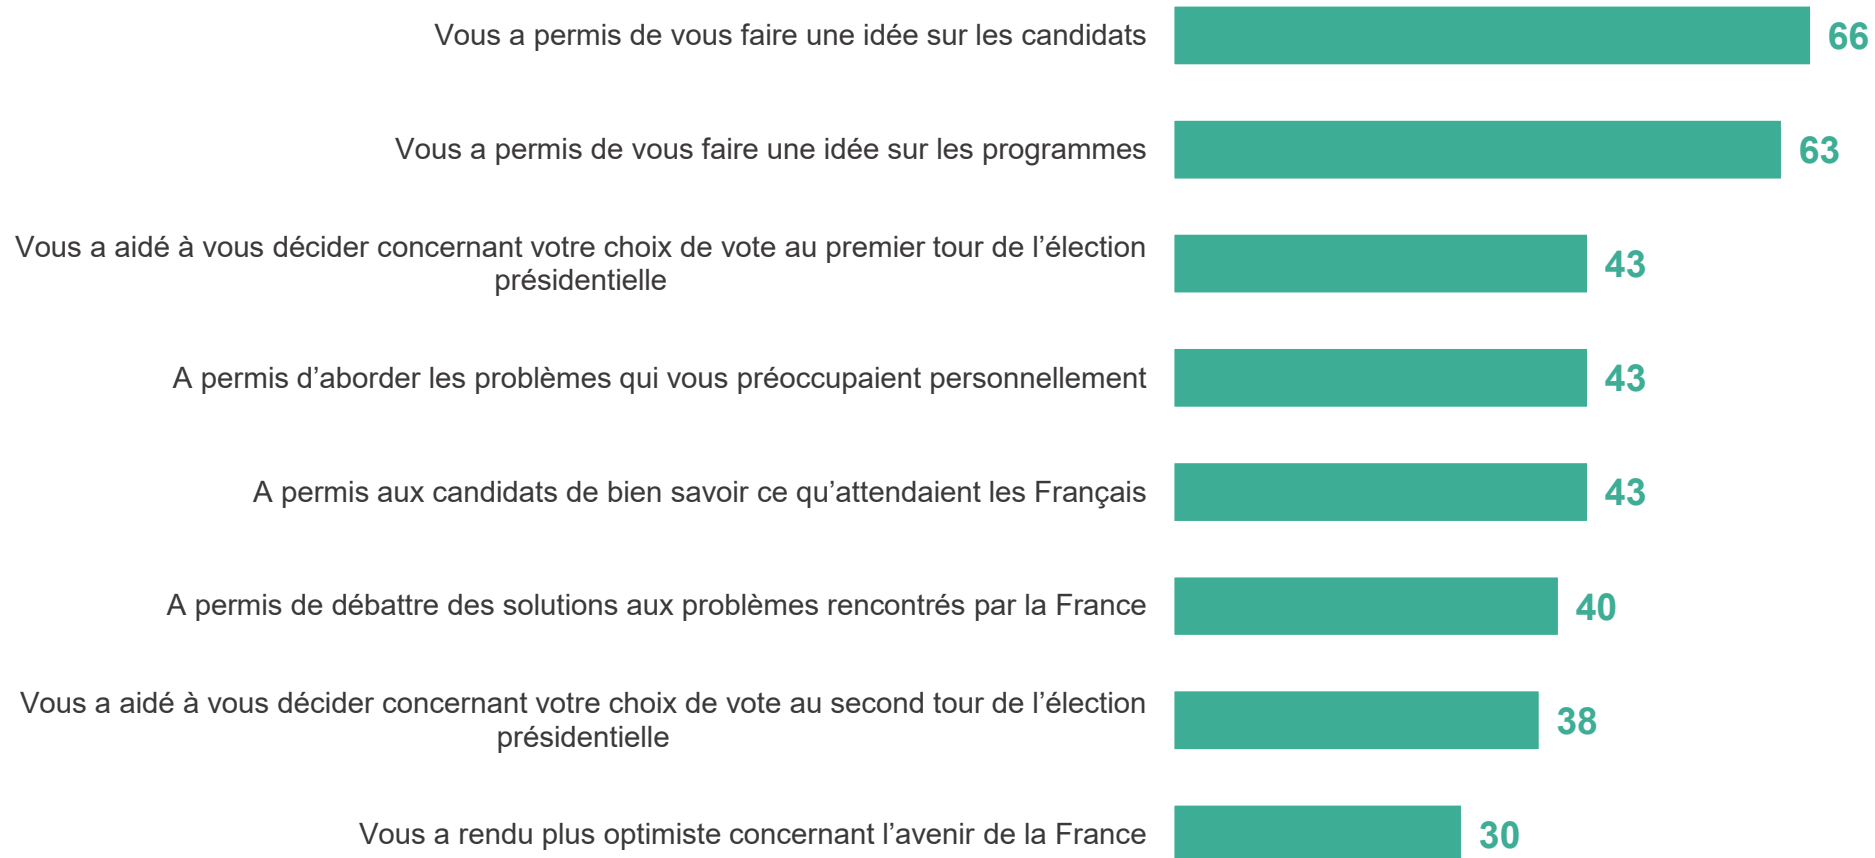 Vous a permis de vous faire une idée sur les candidats 66
Vous a permis de vous faire une idée sur les programmes 63
Vous a aidé à vous décider concernant votre choix de vote au premier tour de l’élection
présidentielle 43
A permis d’aborder les problèmes qui vous préoccupaient personnellement 43
A permis aux candidats de bien savoir ce qu’attendaient les Français 43
A permis de débattre des solutions aux problèmes rencontrés par la France 40
Vous a aidé à vous décider concernant votre choix de vote au second tour de l’élection
présidentielle 38
Vous a rendu plus optimiste concernant l’avenir de la France 30